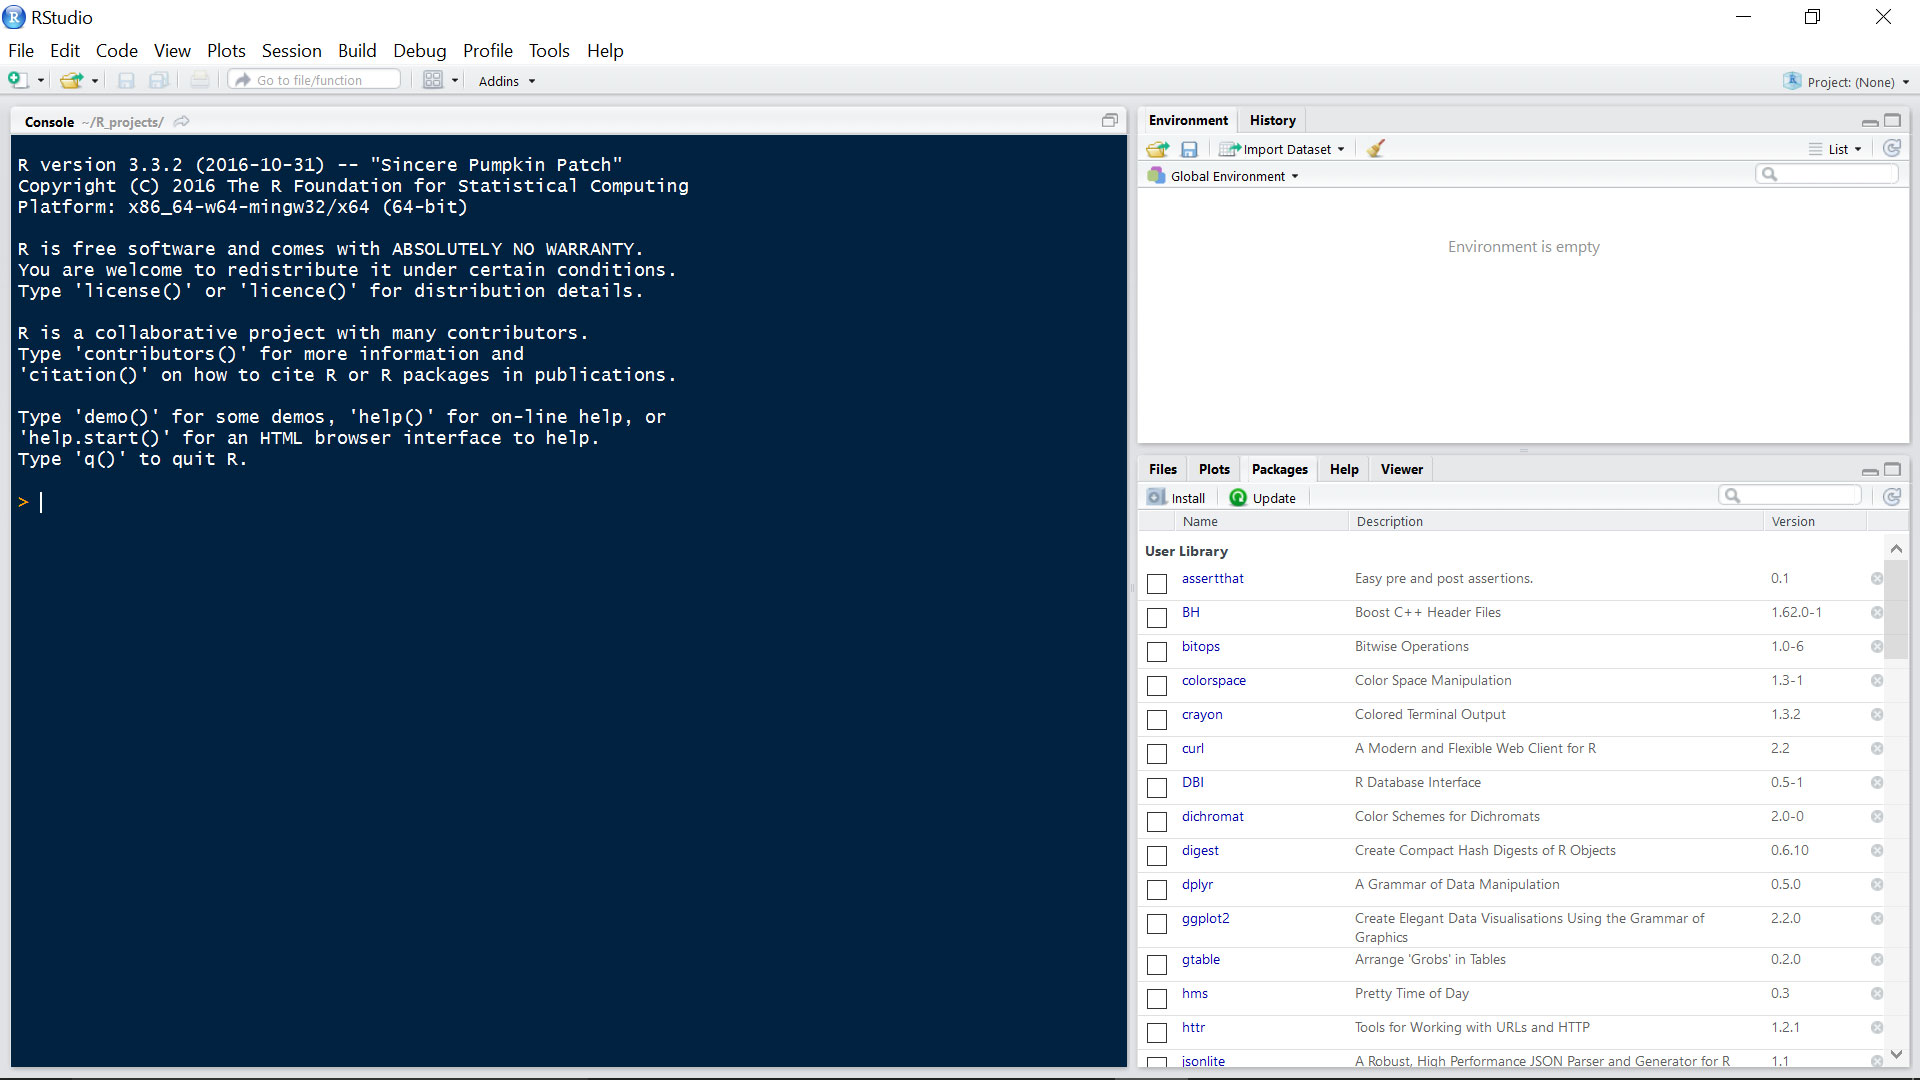 RStudio
File Edit Code View Plots Session Build Debug Profile Tools Help
Go to file/function Addins Project: (None)
Console ~/R_projects/
R version 3.3.2 (2016-10-31) -- "Sincere Pumpkin Patch"
Copyright (C) 2016 The R Foundation for Statistical Computing
Platform: x86_64-w64-mingw32/x64 (64-bit)
R is free software and comes with ABSOLUTELY NO WARRANTY.
You are welcome to redistribute it under certain conditions.
Type 'license()' or 'licence()' for distribution details.
R is a collaborative project with many contributors.
Type 'contributors()' for more information and
'citation()' on how to cite R or R packages in publications.
Type 'demo()' for some demos, 'help()' for on-line help, or
'help.start()' for an HTML browser interface to help.
Type 'q()' to quit R.
>
Environment History
Import Dataset List
Global Environment
Environment is empty
Files Plots Packages Help Viewer
Install Update
Name Description Version
User Library
assertthat Easy pre and post assertions. 0.1
BH Boost C++ Header Files 1.62.0-1
bitops Bitwise Operations 1.0-6
colorspace Color Space Manipulation 1.3-1
crayon Colored Terminal Output 1.3.2
curl A Modern and Flexible Web Client for R 2.2
DBI R Database Interface 0.5-1
dichromat Color Schemes for Dichromats 2.0-0
digest Create Compact Hash Digests of R Objects 0.6.10
dplyr A Grammar of Data Manipulation 0.5.0
ggplot2 Create Elegant Data Visualisations Using the Grammar of 2.2.0
Graphics
gtable Arrange 'Grobs' in Tables 0.2.0
hms Pretty Time of Day 0.3
httr Tools for Working with URLs and HTTP 1.2.1
jsonlite A Robust, High Performance JSON Parser and Generator for R 1.1